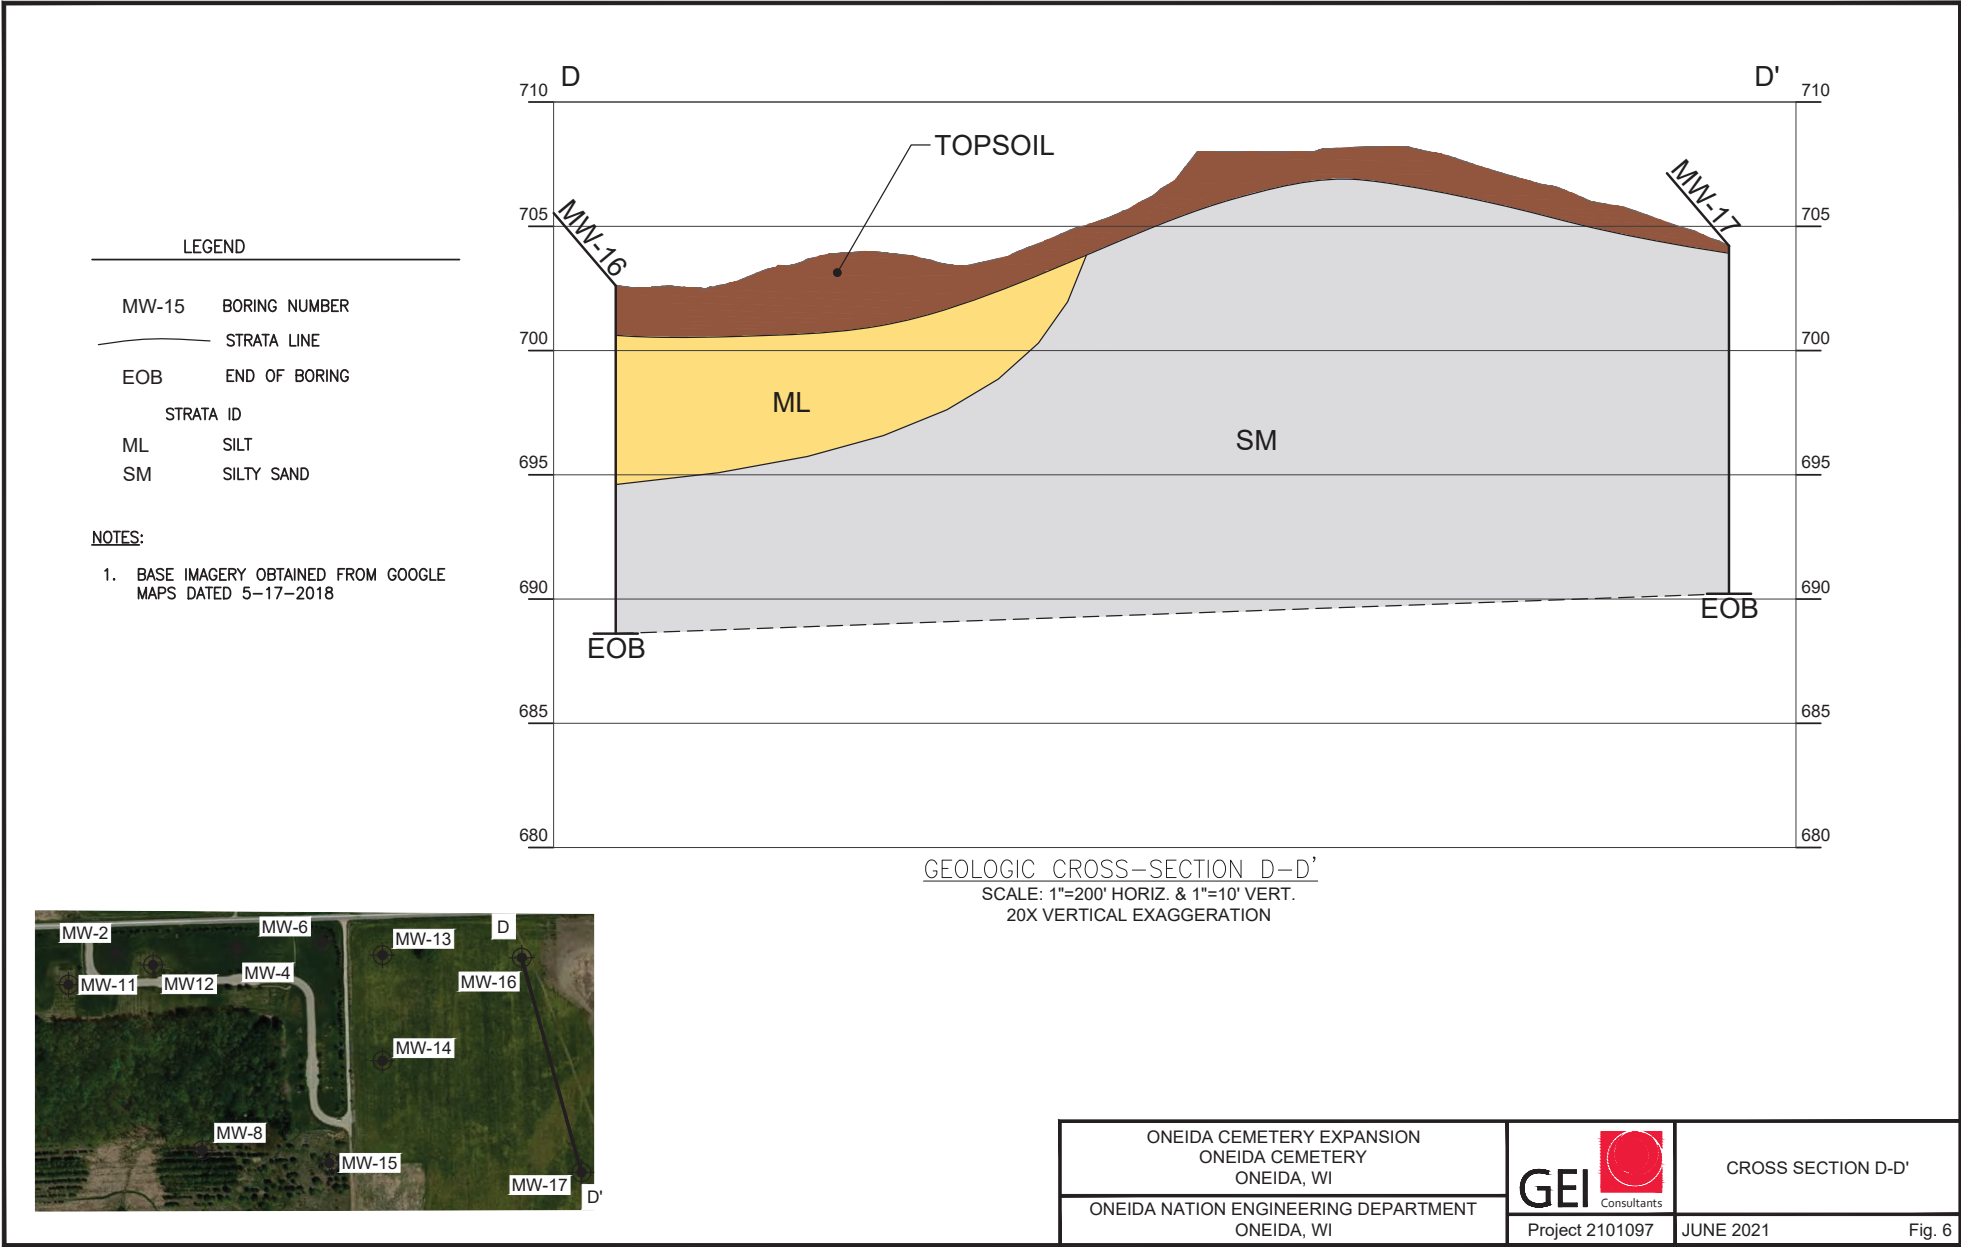 D
D'
710
710
TOPSOIL
MW-16
MW-17
705
705
700
700
ML
SM
695
695
690
690
EOB
EOB
685
685
680
680
LEGEND
MW-15 BORING NUMBER
STRATA LINE
EOB END OF BORING
STRATA ID
ML SILT
SM SILTY SAND
NOTES:
1. BASE IMAGERY OBTAINED FROM GOOGLE
MAPS DATED 5-17-2018
GEOLOGIC CROSS-SECTION D-D'
SCALE: 1"=200' HORIZ. & 1"=10' VERT.
20X VERTICAL EXAGGERATION
MW-2
MW-6
MW-13
D
MW-11
MW12
MW-4
MW-16
MW-14
MW-8
MW-15
MW-17
D'
ONEIDA CEMETERY EXPANSION
ONEIDA CEMETERY
ONEIDA, WI
ONEIDA NATION ENGINEERING DEPARTMENT
ONEIDA, WI
GEI
Consultants
Project 2101097
CROSS SECTION D-D'
JUNE 2021
Fig. 6